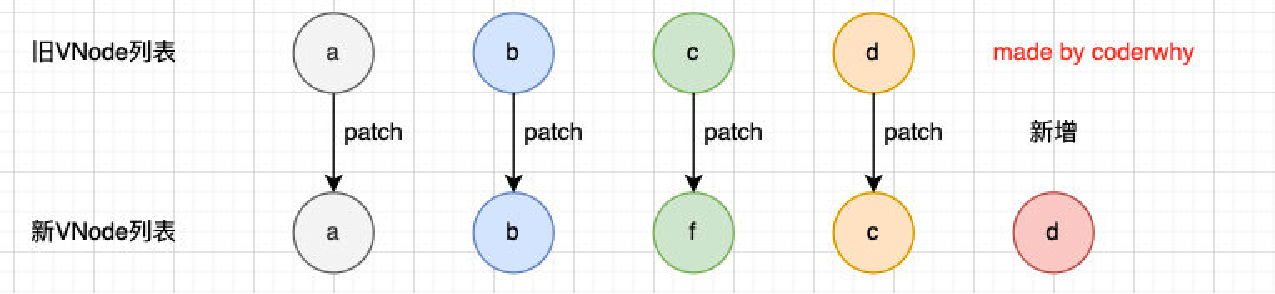 旧VNode列表 a b c d made by coderwhy
patch patch patch patch 新增
新VNode列表 a b f c d